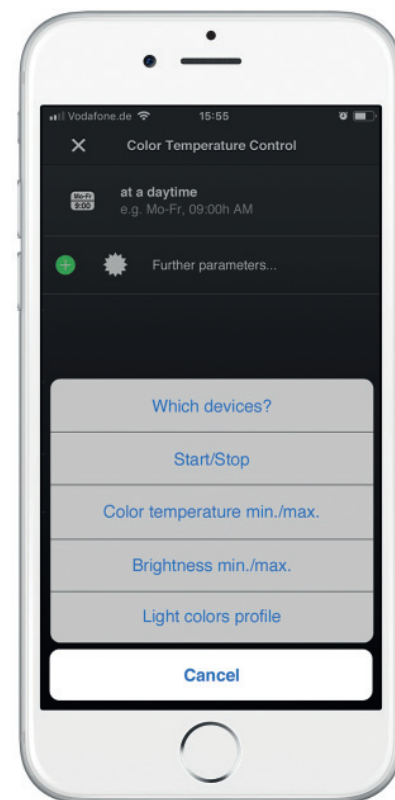 Vodafone.de 15:55
Color Temperature Control
Mo-Fr
9:00
at a daytime
e.g. Mo-Fr, 09:00h AM
Further parameters...
Which devices?
Start/Stop
Color temperature min./max.
Brightness min./max.
Light colors profile
Cancel